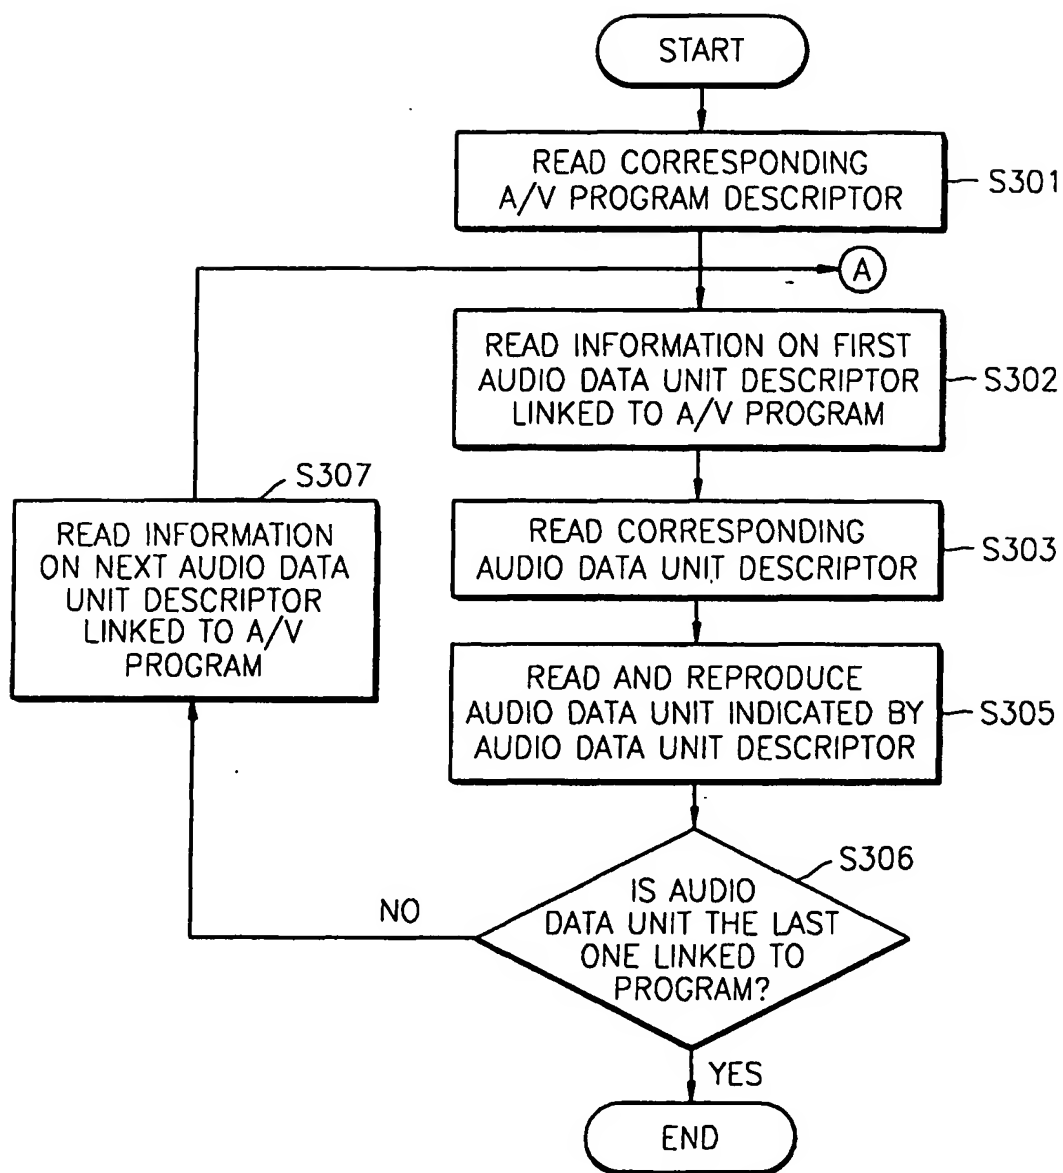 START
READ CORRESPONDING
A/V PROGRAM DESCRIPTOR
S301
A
READ INFORMATION ON FIRST
AUDIO DATA UNIT DESCRIPTOR
LINKED TO A/V PROGRAM
S302
S307
READ INFORMATION
ON NEXT AUDIO DATA
UNIT DESCRIPTOR
LINKED TO A/V
PROGRAM
READ CORRESPONDING
AUDIO DATA UNIT DESCRIPTOR
S303
READ AND REPRODUCE
AUDIO DATA UNIT INDICATED BY
AUDIO DATA UNIT DESCRIPTOR
S305
S306
IS AUDIO
DATA UNIT THE LAST
ONE LINKED TO
PROGRAM?
NO
YES
END